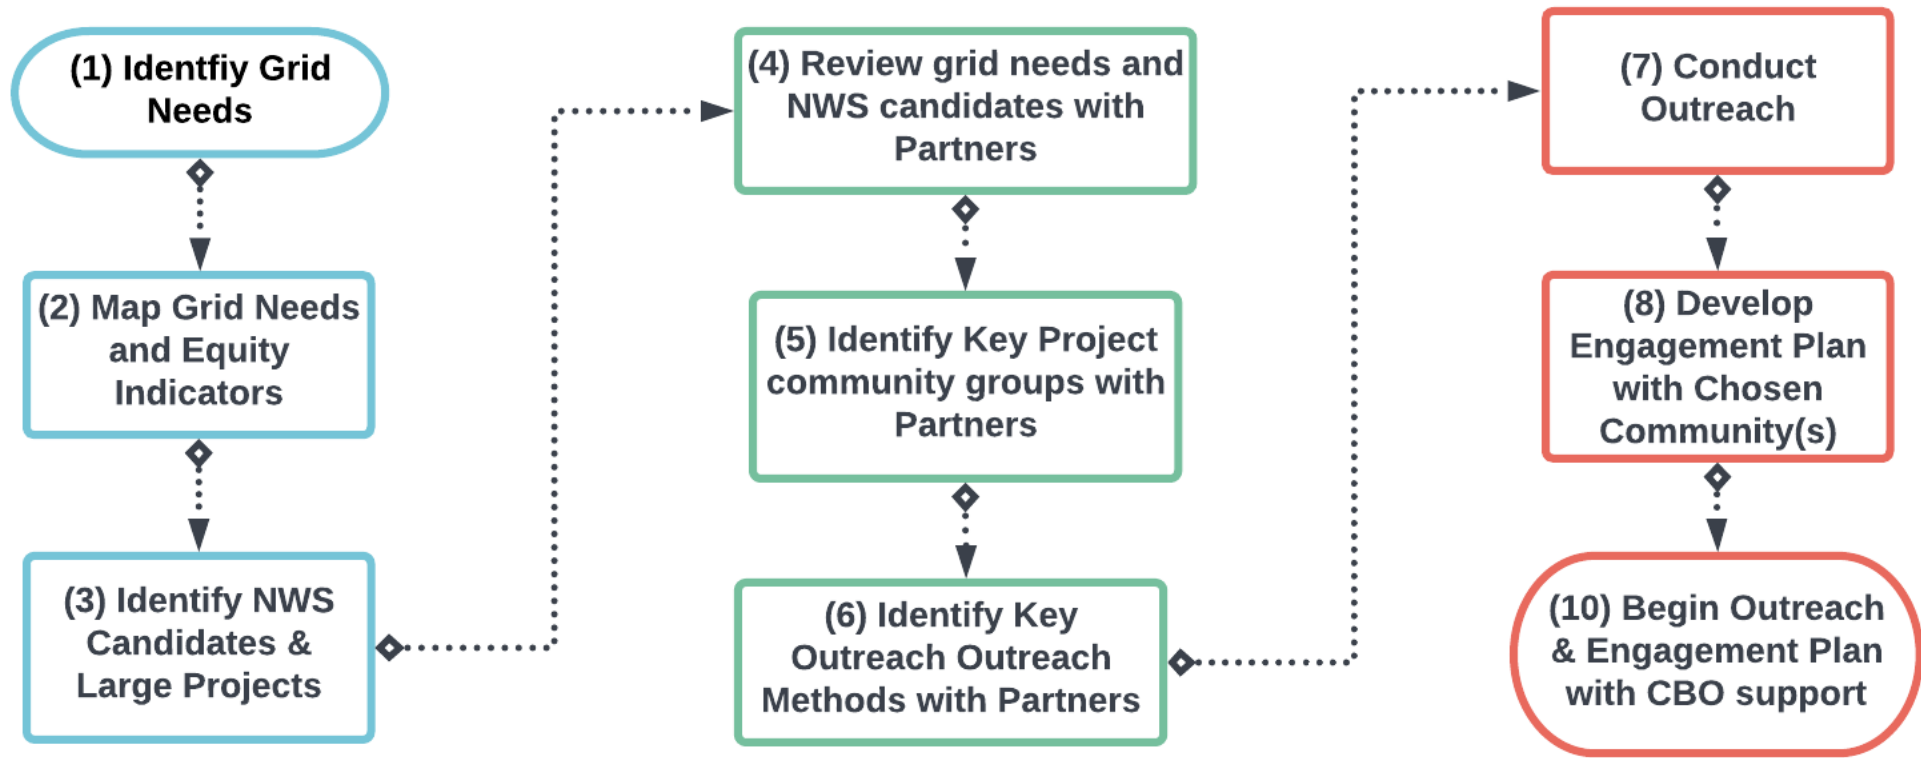 (1) Identfiy Grid
Needs
(2) Map Grid Needs
and Equity
Indicators
(3) Identify NWS
Candidates &
Large Projects
(4) Review grid needs and
NWS candidates with
Partners
(5) Identify Key Project
community groups with
Partners
(6) Identify Key
Outreach Outreach
Methods with Partners
(7) Conduct
Outreach
(8) Develop
Engagement Plan
with Chosen
Community(s)
(10) Begin Outreach
& Engagement Plan
with CBO support